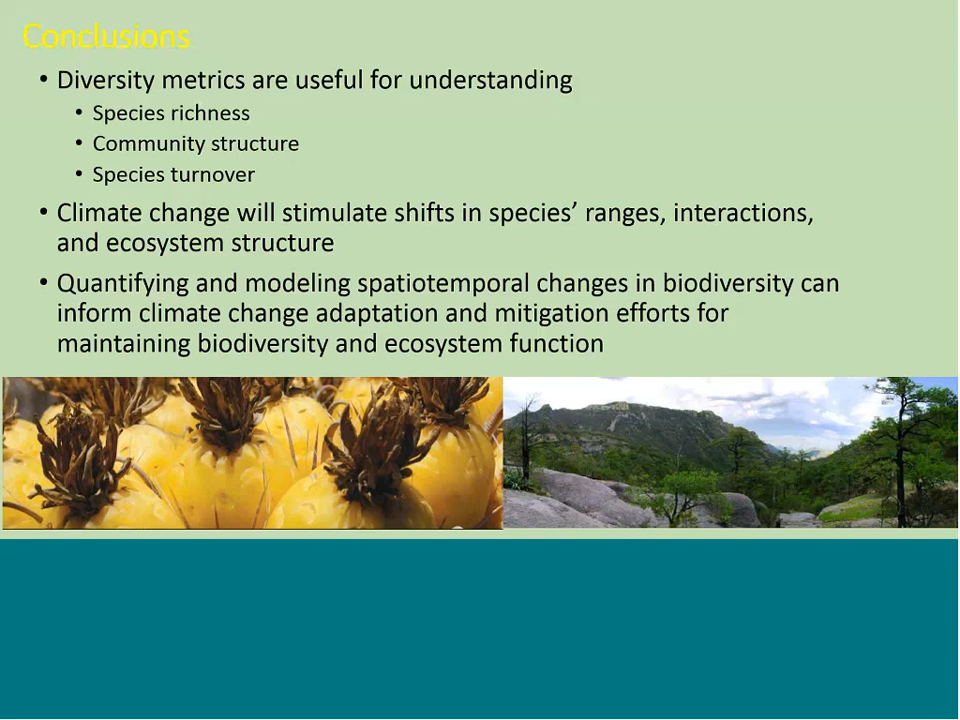 Conclusions
• Diversity metrics are useful for understanding
• Species richness
• Community structure
• Species turnover
• Climate change will stimulate shifts in species’ ranges, interactions,
and ecosystem structure
• Quantifying and modeling spatiotemporal changes in biodiversity can
inform climate change adaptation and mitigation efforts for
maintaining biodiversity and ecosystem function